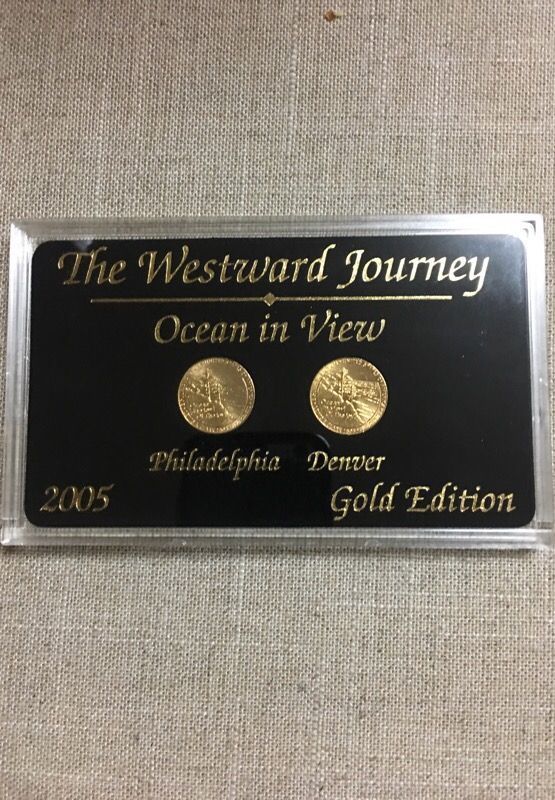 The Westward Journey
Ocean in View
Philadelphia Denver
2005 Gold Edition